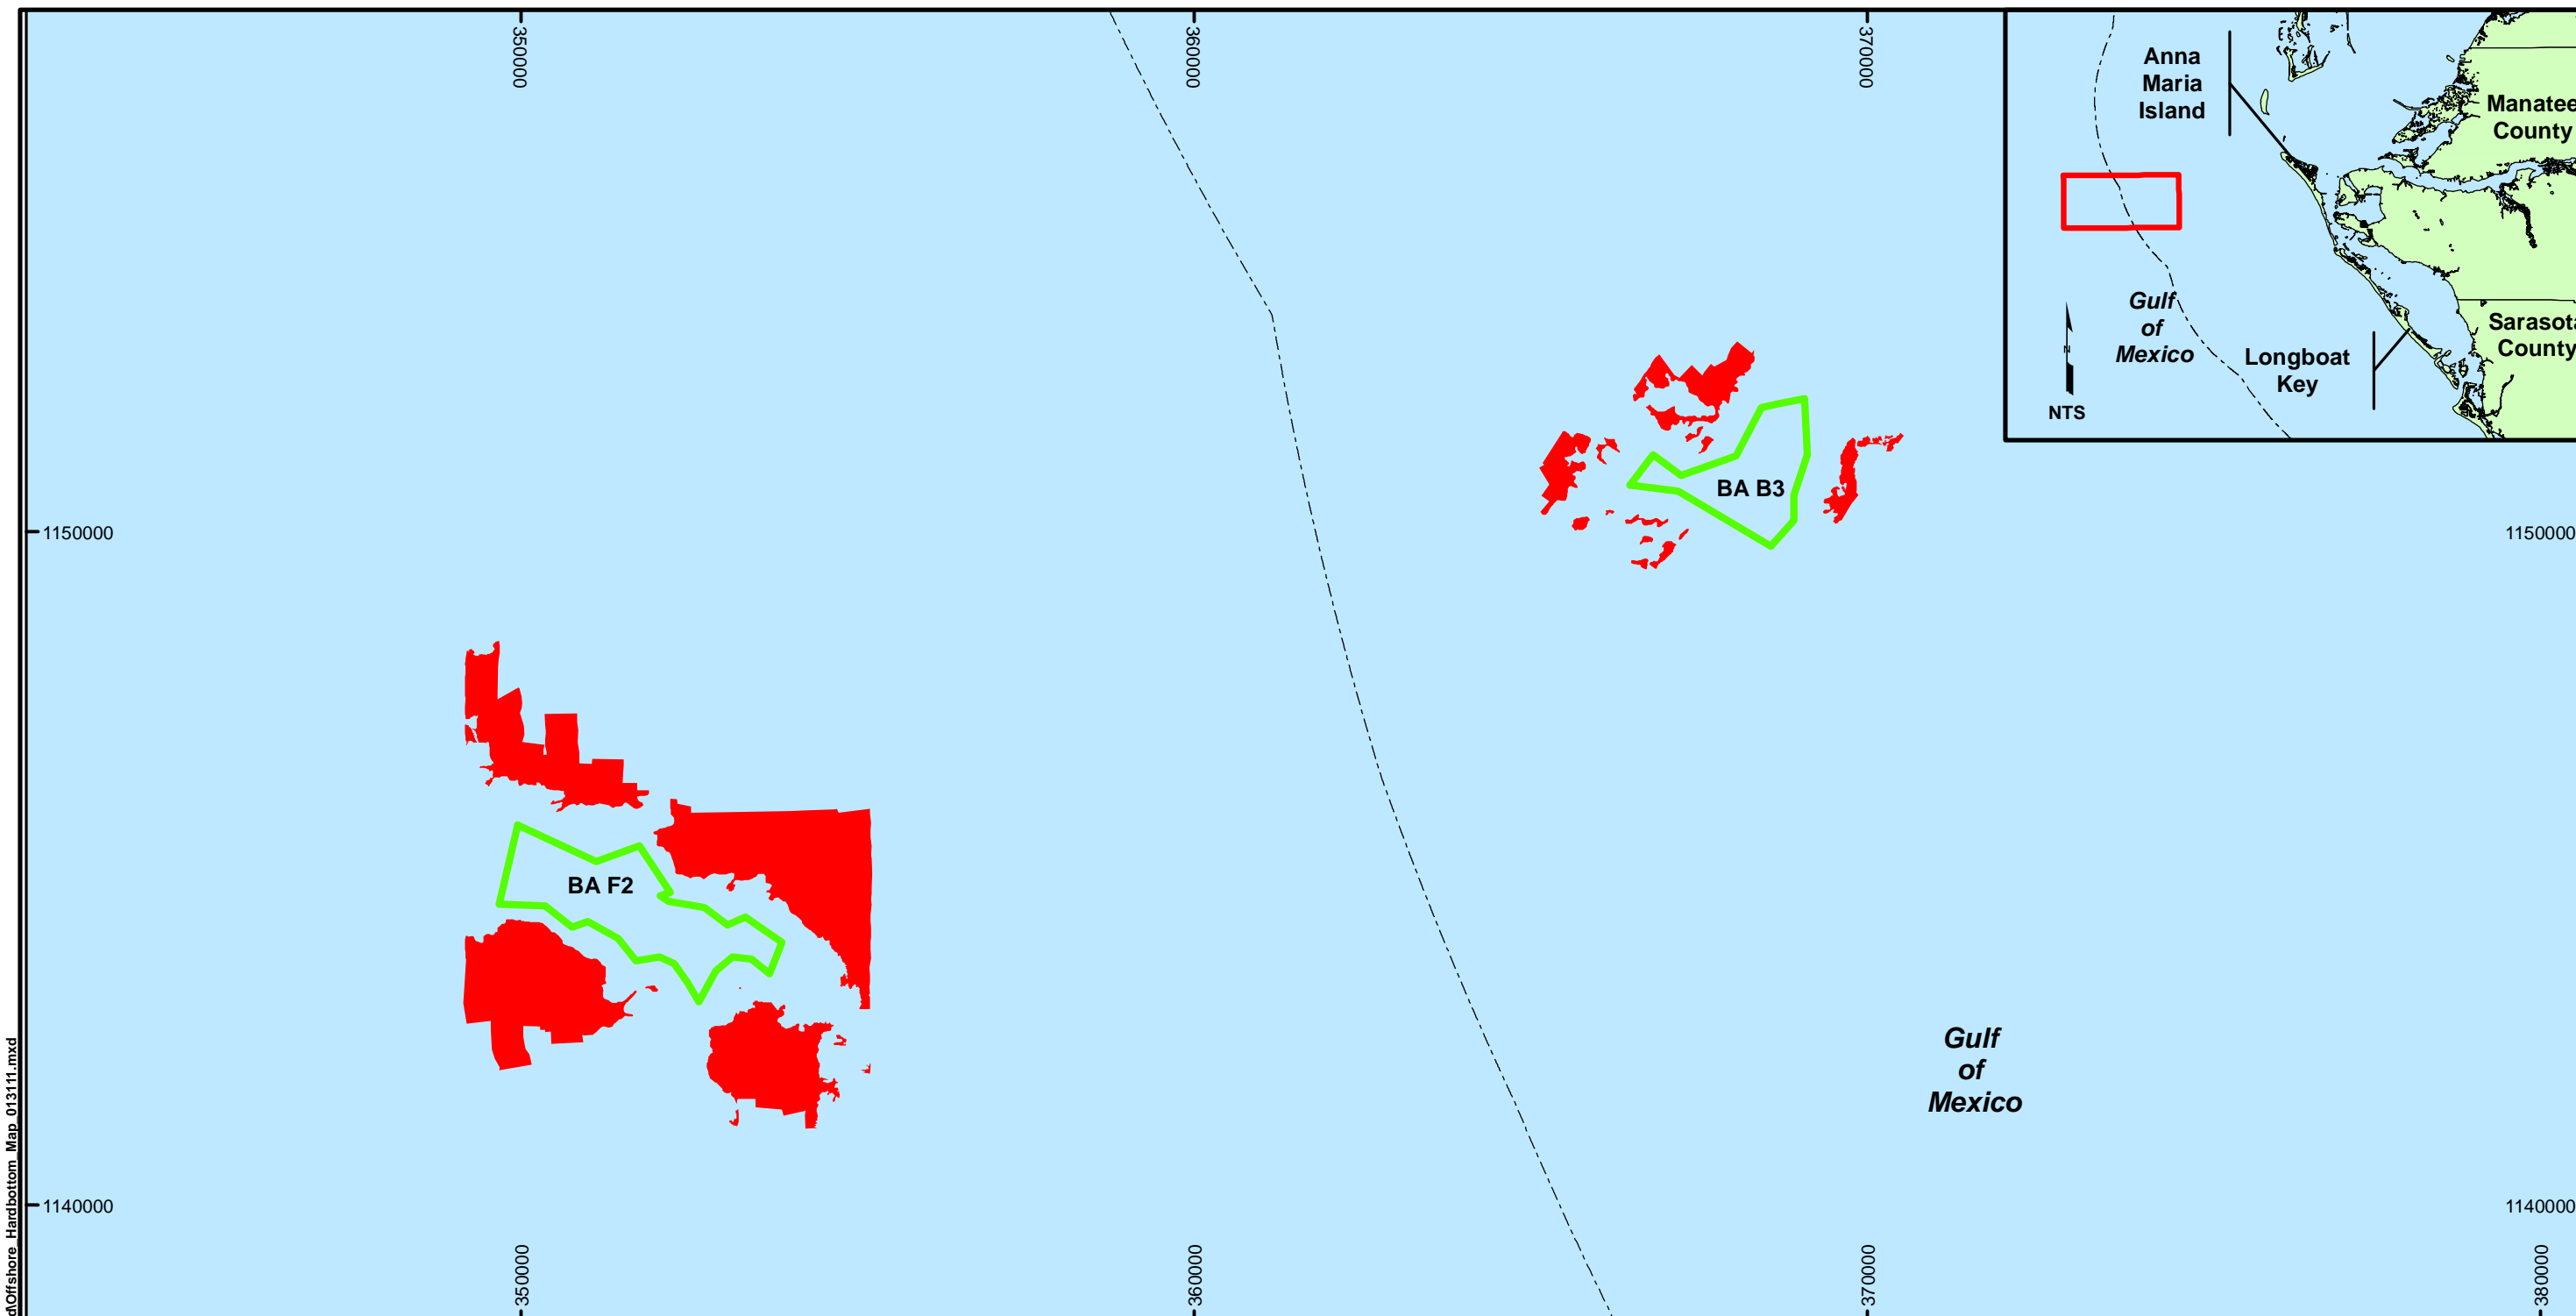 350000
360000
370000
Anna
Maria
Island
Manatee
County
Gulf
of
Mexico
Sarasota
County
Longboat
Key
N
NTS
BA B3
1150000
1150000
BA F2
Gulf
of
Mexico
1140000
1140000
350000
360000
370000
380000
d\Offshore_Hardbottom_Map_013111.mxd